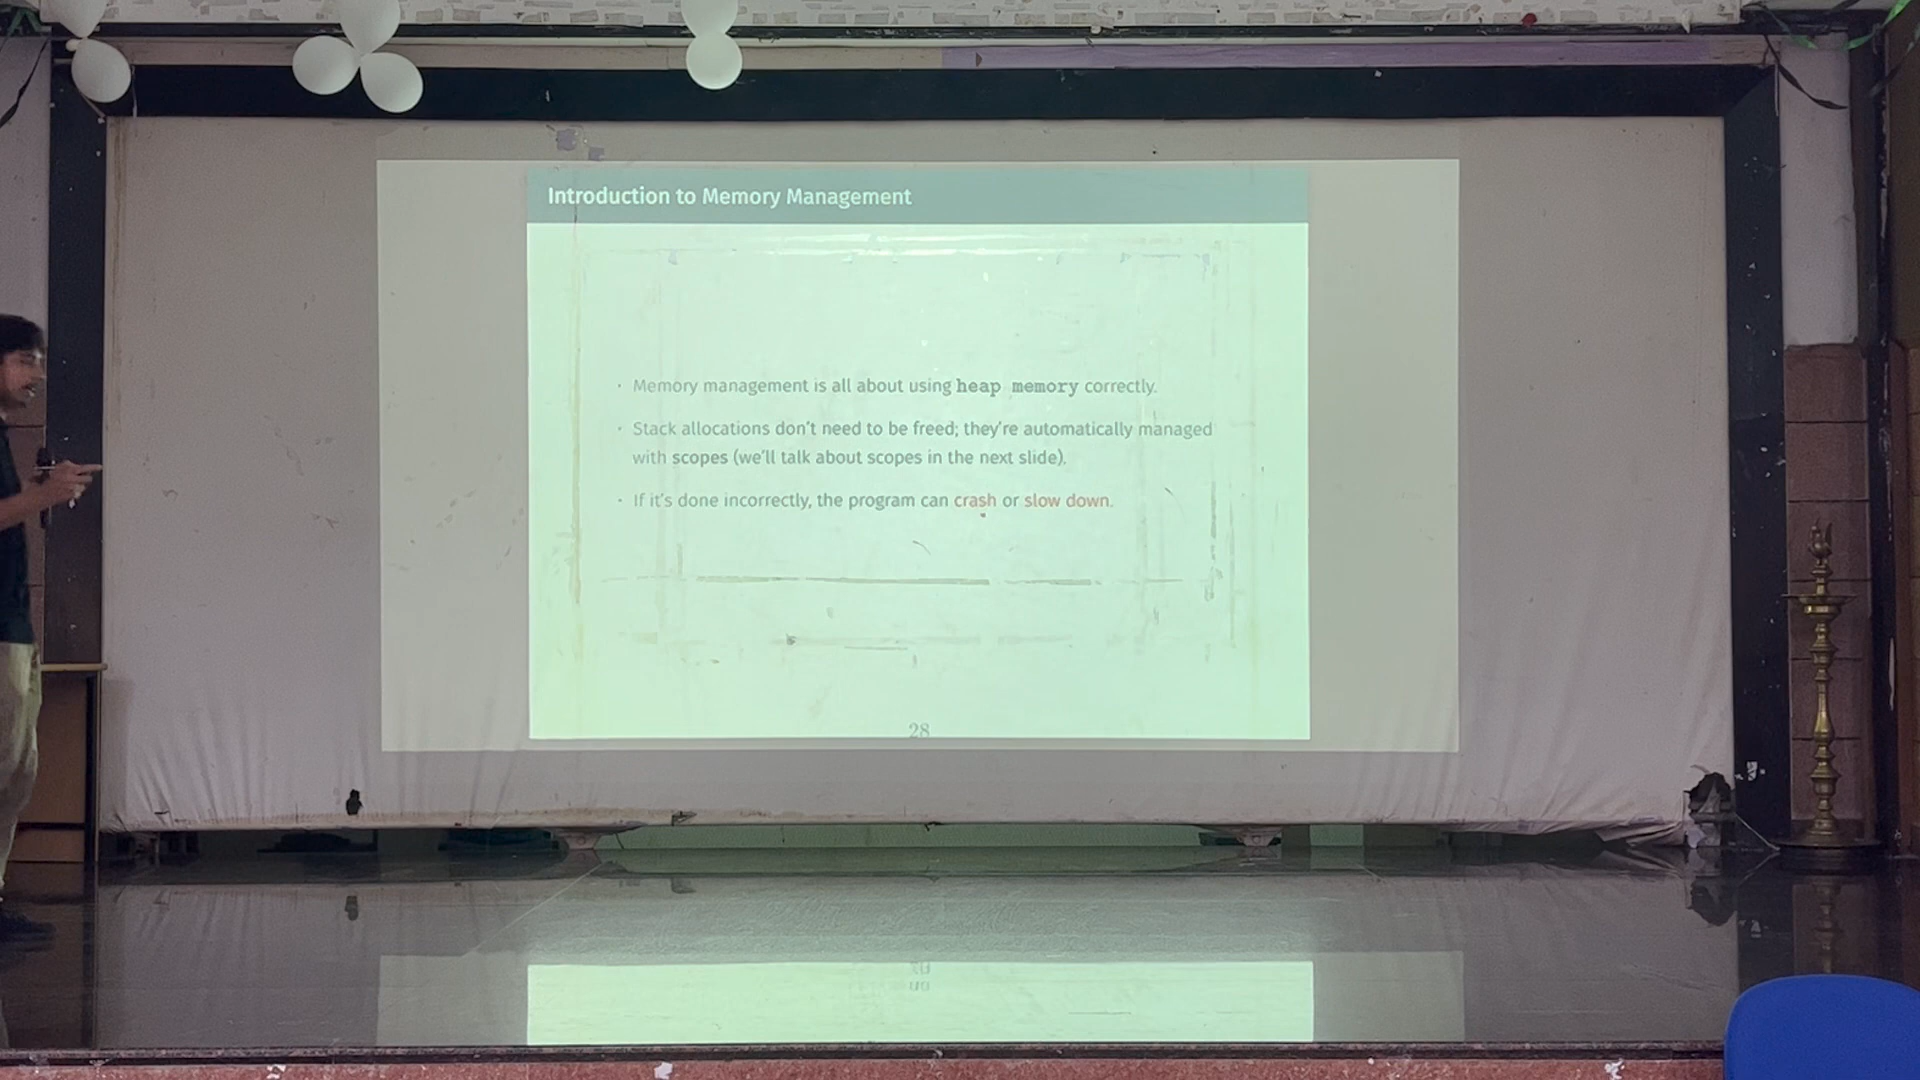 Introduction to Memory Management
· Memory management is all about using heap memory correctly.
· Stack allocations don't need to be freed; they're automatically managed
with scopes (we'll talk about scopes in the next slide).
· If it's done incorrectly, the program can crash or slow down.
28